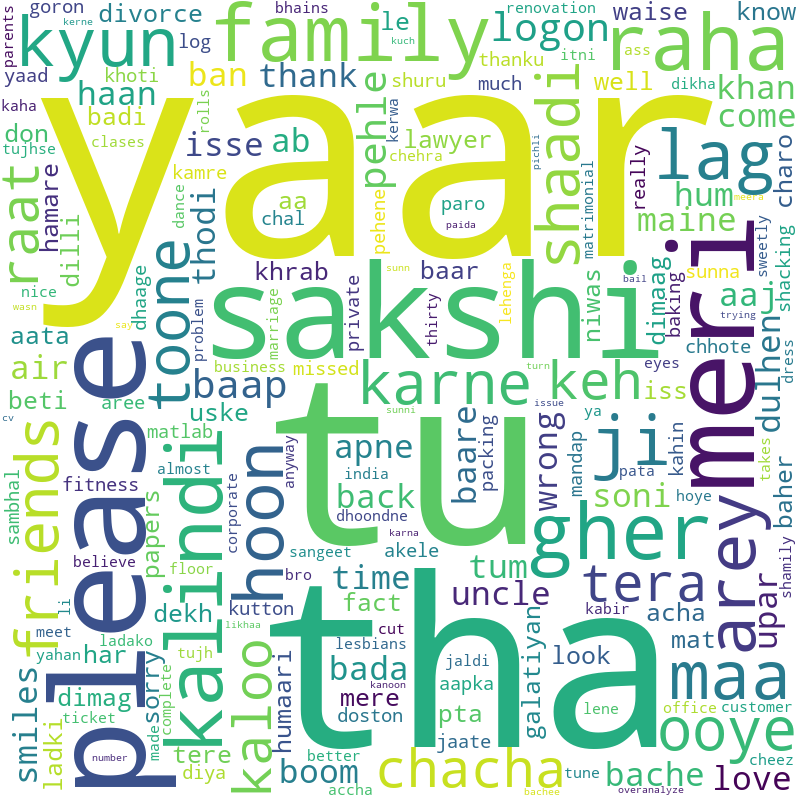 yaar
tu
tha
sakshi
please
meri
kalindi
family
kyun
raha
lag
maa
ji
gher
arey
hoon
karne
keh
shaadi
raat
toone
friends
kaloo
chacha
ooye
tera
logon
pehle
baap
thank
haan
isse
ban
ab
divorce
goron
bhains
le
renovation
waise
know
parents
kerne
log
kuch
itni
ass
yaad
khoti
shuru
thanku
much
well
dikha
khan
kaha
badi
rolls
kerwa
come
don
tujhse
clases
lawyer
chehra
really
charo
hamare
kamre
aa
paro
pichli
matrimonial
hum
meera
dilli
dance
chal
pehene
paida
maine
sweetly
nice
thodi
khrab
sunn
baar
lehenga
niwas
bail
dimaag
baking
sunna
aaj
shacking
wasn
say
dhaage
problem
marriage
private
thirty
trying
aata
air
aree
business
missed
turn
eyes
chhote
dress
dulhen
beti
uske
sunni
iss
cv
matlab
apne
baare
packing
wrong
issue
ya
mandap
kahin
takes
fitness
almost
corporate
anyway
india
back
soni
pata
hoye
baher
sambhal
papers
dhoondne
karna
believe
floor
sangeet
akele
tum
upar
shamily
li
bro
time
uncle
kabir
acha
meet
ladako
dekh
kutton
likhaa
fact
galatiyan
mat
yahan
har
sorry
tujh
humaari
cut
lesbians
look
smiles
dimag
made
complete
bada
kanoon
jaldi
aapka
mere
ladki
ticket
doston
pta
lene
office
customer
number
tere
diya
boom
jaate
better
accha
tune
bache
bachee
love
cheez
overanalyze